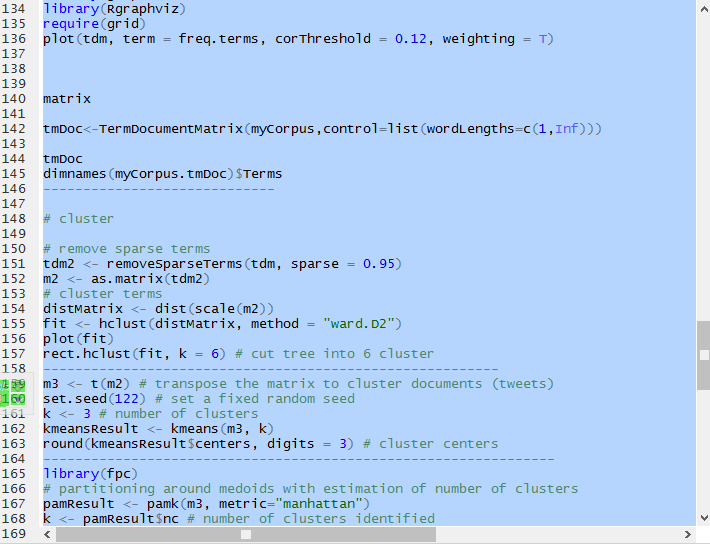 134 library(Rgraphviz)
135 require(grid)
136 plot(tdm, term = freq.terms, corThreshold = 0.12, weighting = T)
137
138
139
140 matrix
141
142 tmDoc<-TermDocumentMatrix(myCorpus,control=list(wordLengths=c(1,Inf)))
143
144 tmDoc
145 dimnames(myCorpus.tmDoc)$Terms
146 ----------------------------
147
148 # cluster
149
150 # remove sparse terms
151 tdm2 <- removeSparseTerms(tdm, sparse = 0.95)
152 m2 <- as.matrix(tdm2)
153 # cluster terms
154 distMatrix <- dist(scale(m2))
155 fit <- hclust(distMatrix, method = "ward.D2")
156 plot(fit)
157 rect.hclust(fit, k = 6) # cut tree into 6 cluster
158 -------------------------------------------------------
159 m3 <- t(m2) # transpose the matrix to cluster documents (tweets)
160 set.seed(122) # set a fixed random seed
161 k <- 3 # number of clusters
162 kmeansResult <- kmeans(m3, k)
163 round(kmeansResult$centers, digits = 3) # cluster centers
164 --------------------------------------------------------------
165 library(fpc)
166 # partitioning around medoids with estimation of number of clusters
167 pamResult <- pamk(m3, metric="manhattan")
168 k <- pamResult$nc # number of clusters identified
169